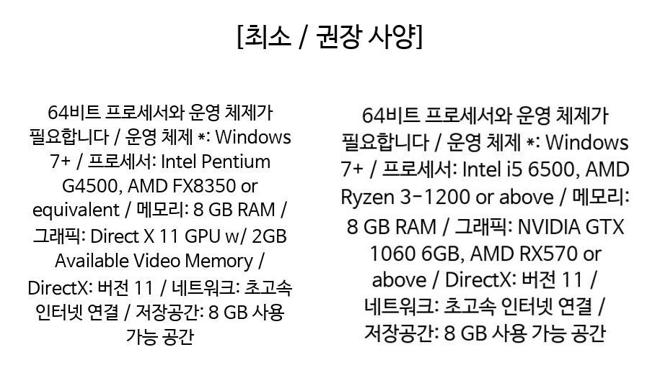 [최소 / 권장 사양]
64비트 프로세서와 운영 체제가
필요합니다 / 운영 체제 *: Windows
7+ / 프로세서: Intel Pentium
G4500, AMD FX8350 or
equivalent / 메모리: 8 GB RAM /
그래픽: Direct X 11 GPU w/ 2GB
Available Video Memory /
DirectX: 버전 11 / 네트워크: 초고속
인터넷 연결 / 저장공간: 8 GB 사용
가능 공간
64비트 프로세서와 운영 체제가
필요합니다 / 운영 체제 *: Windows
7+ / 프로세서: Intel i5 6500, AMD
Ryzen 3-1200 or above / 메모리:
8 GB RAM / 그래픽: NVIDIA GTX
1060 6GB, AMD RX570 or
above / DirectX: 버전 11 /
네트워크: 초고속 인터넷 연결 /
저장공간: 8 GB 사용 가능 공간